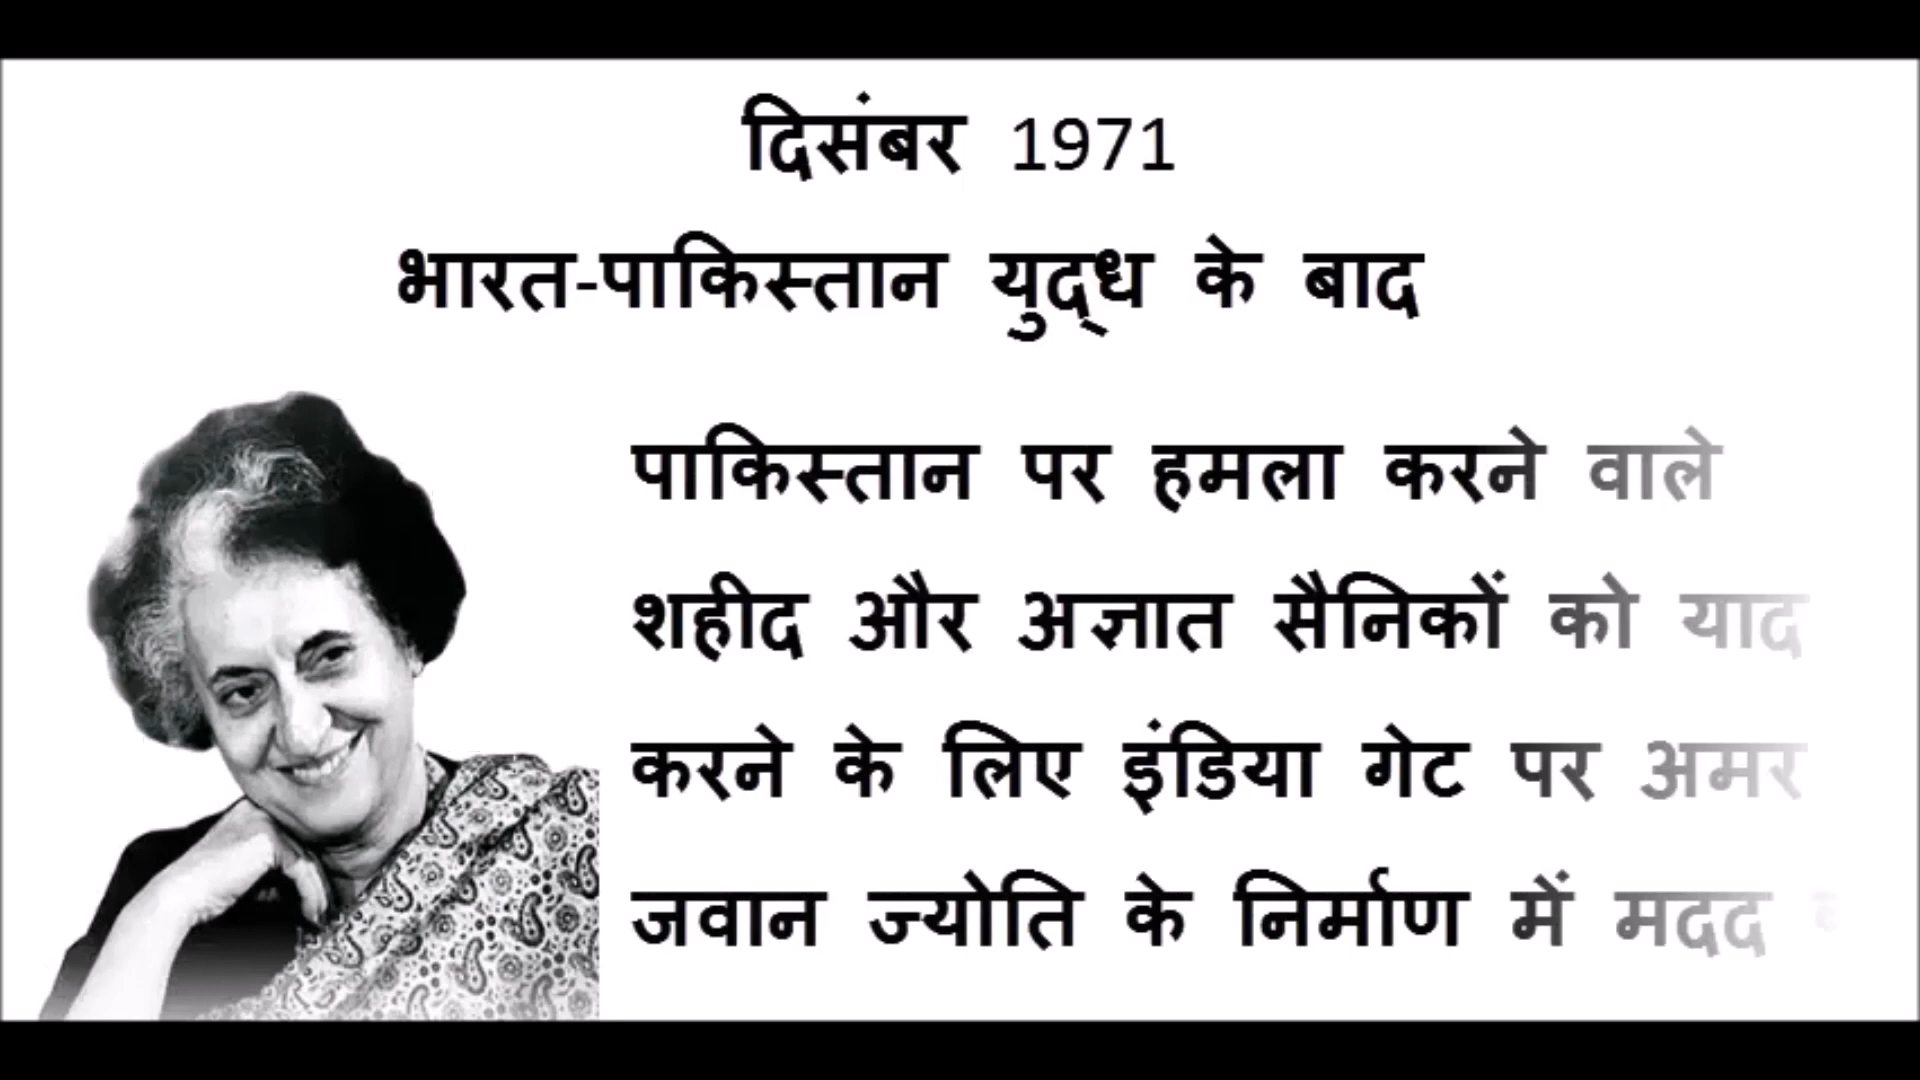 दिसंबर 1971
भारत-पाकिस्तान युद्ध के बाद
पाकिस्तान पर हमला करने वाले
शहीद और अज्ञात सैनिकों को याद
करने के लिए इंडिया गेट पर अमर
जवान ज्योति के निर्माण में मदद